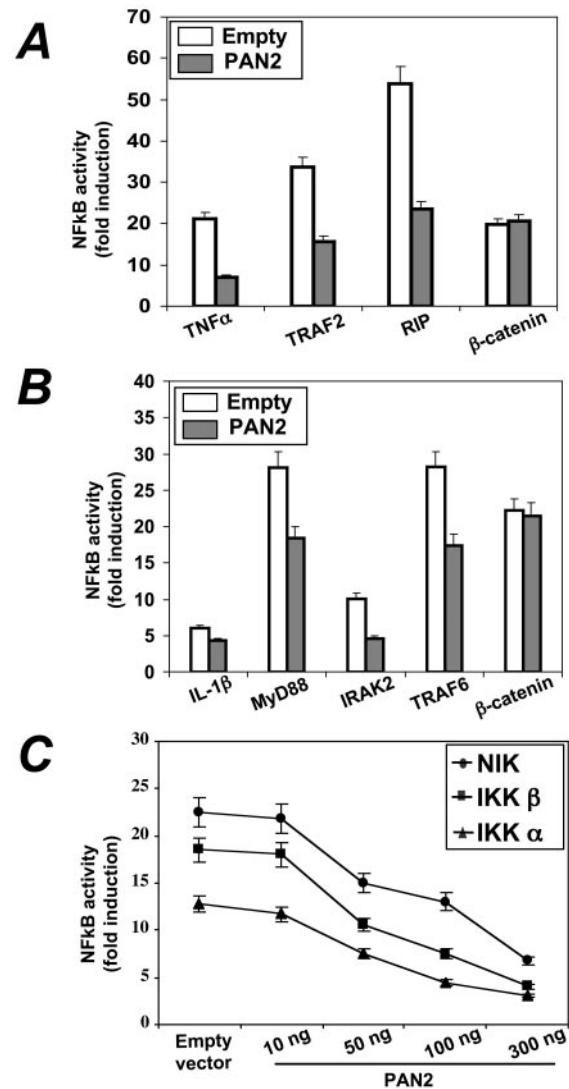 A
NFkB activity
(fold induction)
70
60
50
40
30
20
10
0
Empty
PAN2
TNFα
TRAF2
RIP
β-catenin
B
NFkB activity
(fold induction)
40
35
30
25
20
15
10
5
0
Empty
PAN2
IL-1β
MyD88
IRAK2
TRAF6
β-catenin
C
NFkB activity
(fold induction)
30
25
20
15
10
5
0
NIK
IKK β
IKK α
Empty
vector
10 ng
50 ng
100 ng
300 ng
PAN2